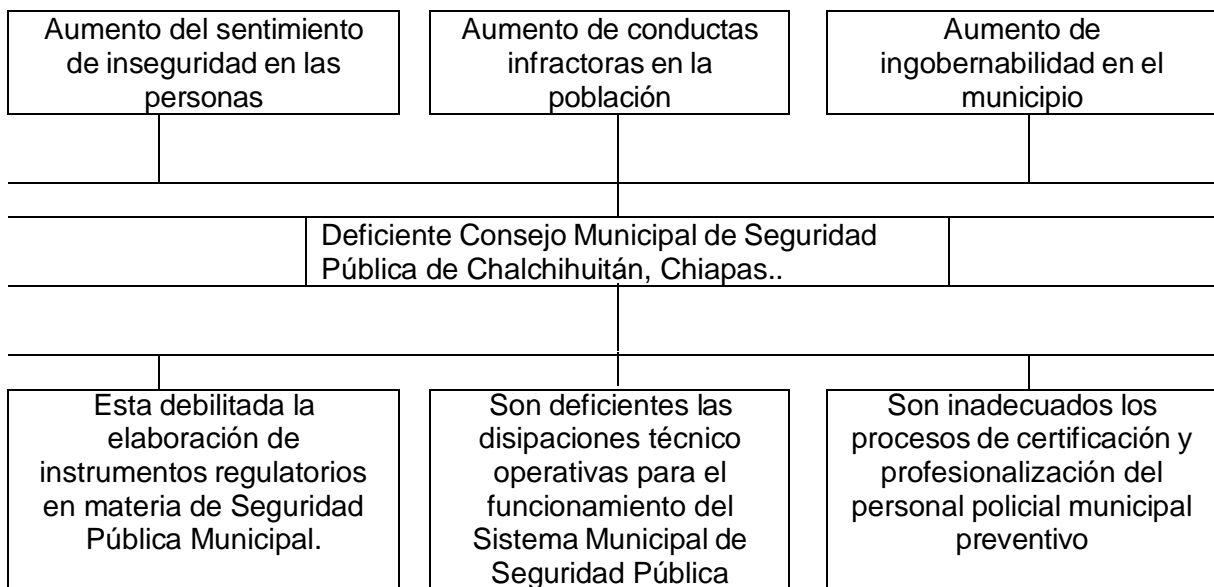 Aumento del sentimiento
de inseguridad en las
personas
Aumento de conductas
infractoras en la
población
Aumento de
ingobernabilidad en el
municipio
Deficiente Consejo Municipal de Seguridad
Pública de Chalchihuitán, Chiapas..
Esta debilitada la
elaboración de
instrumentos regulatorios
en materia de Seguridad
Pública Municipal.
Son deficientes las
disipaciones técnico
operativas para el
funcionamiento del
Sistema Municipal de
Seguridad Pública
Son inadecuados los
procesos de certificación y
profesionalización del
personal policial municipal
preventivo